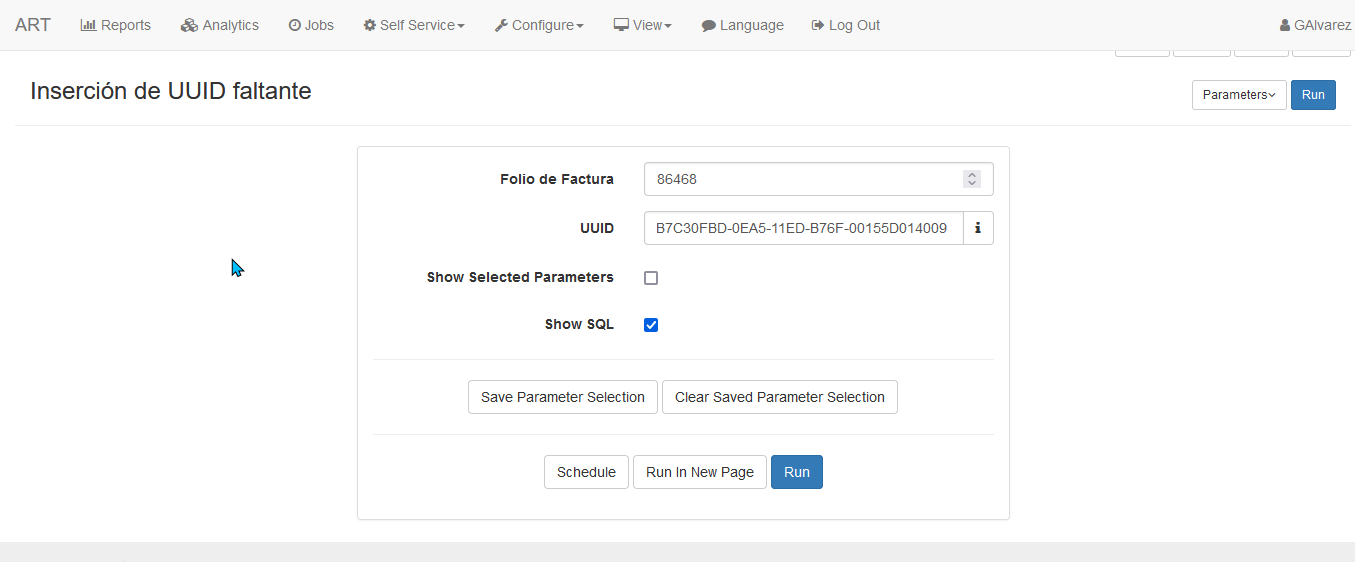 ART Reports Analytics Jobs Self Service Configure View Language Log Out GAlvarez
Inserción de UUID faltante
Parameters Run
Folio de Factura 86468
UUID B7C30FBD-0EA5-11ED-B76F-00155D014009
Show Selected Parameters
Show SQL
Save Parameter Selection Clear Saved Parameter Selection
Schedule Run In New Page Run